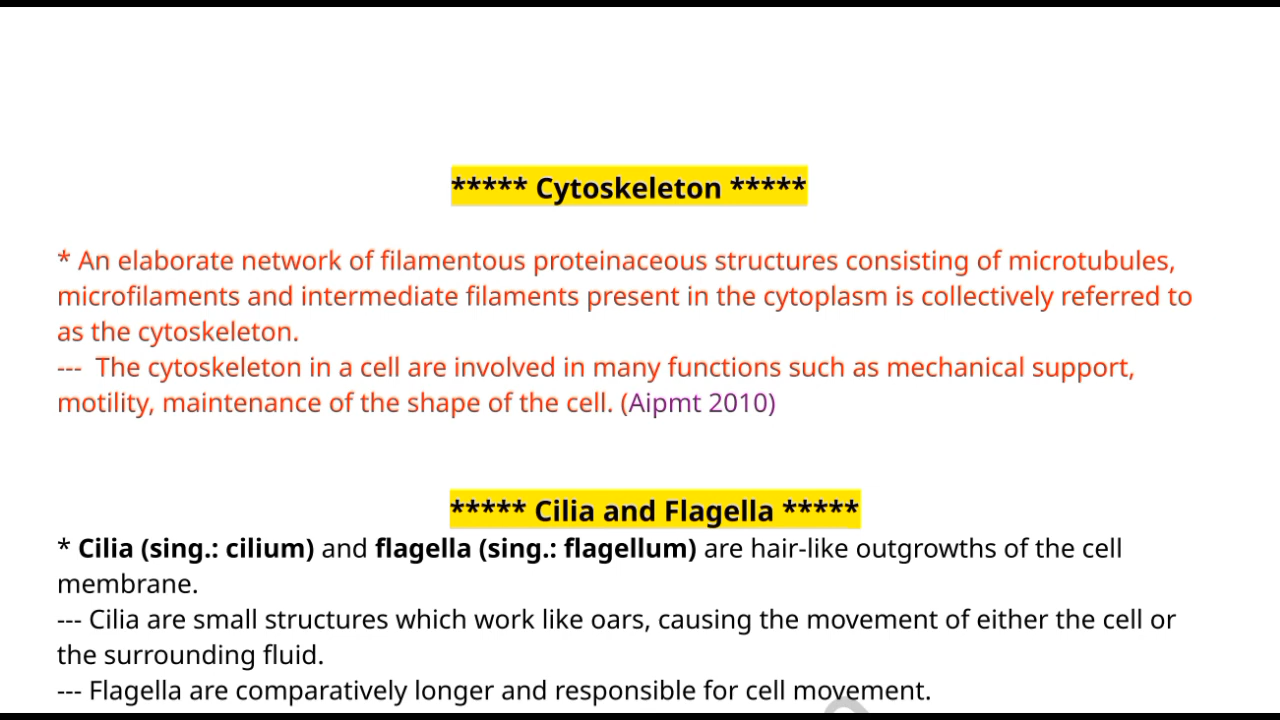 ***** Cytoskeleton *****
* An elaborate network of filamentous proteinaceous structures consisting of microtubules,
microfilaments and intermediate filaments present in the cytoplasm is collectively referred to
as the cytoskeleton.
--- The cytoskeleton in a cell are involved in many functions such as mechanical support,
motility, maintenance of the shape of the cell. (Aipmt 2010)
***** Cilia and Flagella *****
* Cilia (sing.: cilium) and flagella (sing.: flagellum) are hair-like outgrowths of the cell
membrane.
--- Cilia are small structures which work like oars, causing the movement of either the cell or
the surrounding fluid.
--- Flagella are comparatively longer and responsible for cell movement.